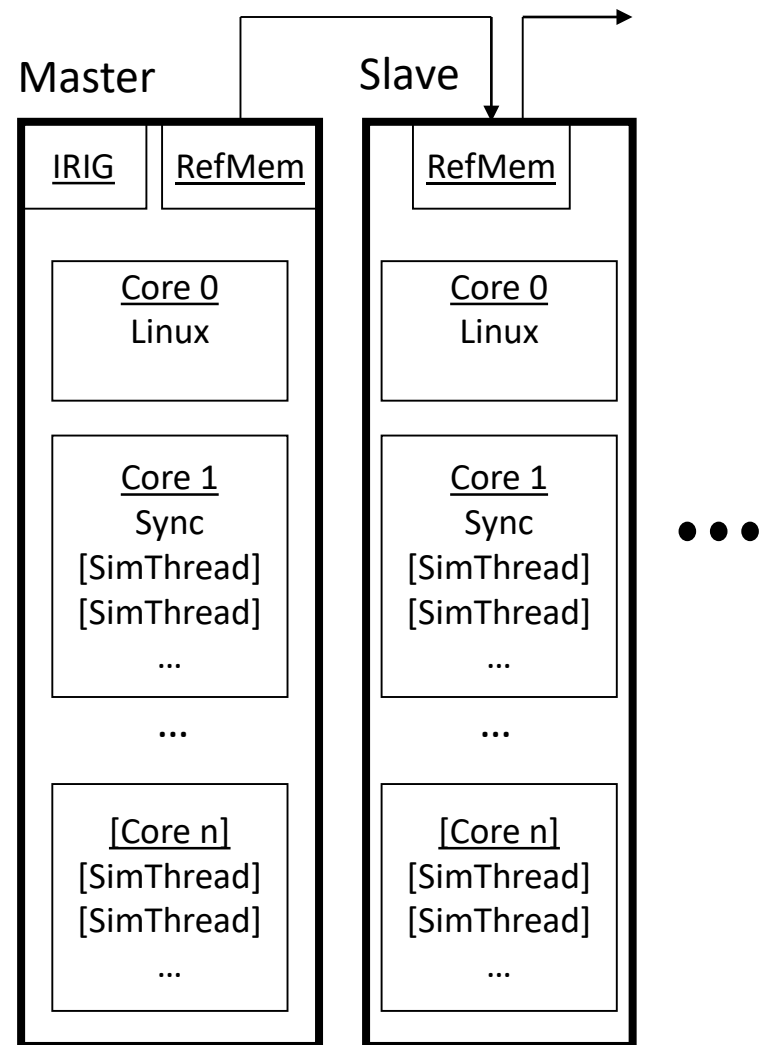 Master
IRIG
RefMem
Core 0
Linux
Core 1
Sync
[SimThread]
[SimThread]
...
...
[Core n]
[SimThread]
[SimThread]
...
Slave
RefMem
Core 0
Linux
Core 1
Sync
[SimThread]
[SimThread]
...
...
[Core n]
[SimThread]
[SimThread]
...
...